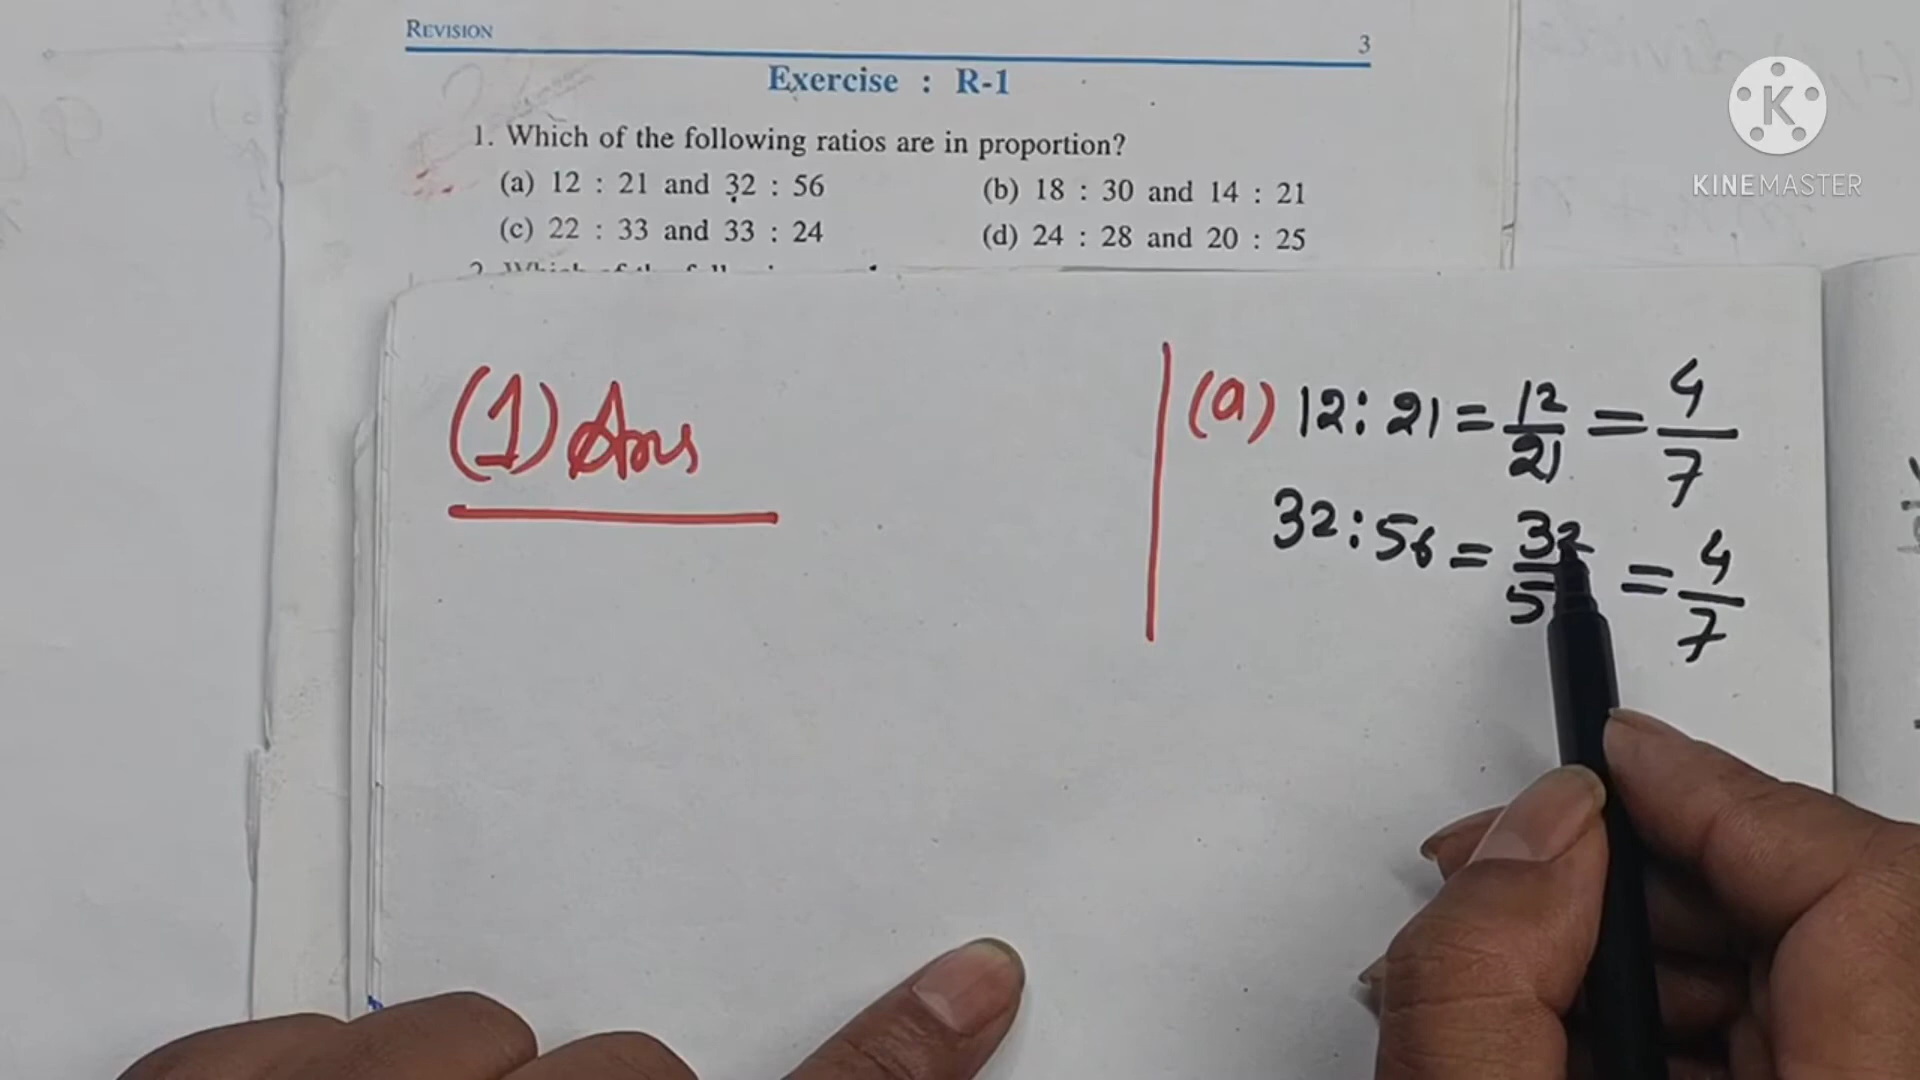 REVISION 3
Exercise : R-1
1. Which of the following ratios are in proportion?
(a) 12 : 21 and 32 : 56 (b) 18 : 30 and 14 : 21
(c) 22 : 33 and 33 : 24 (d) 24 : 28 and 20 : 25
K
KINEMASTER
(1) Ans
(a) 12 : 21 = 12/21 = 4/7
32 : 56 = 32/5 = 4/7